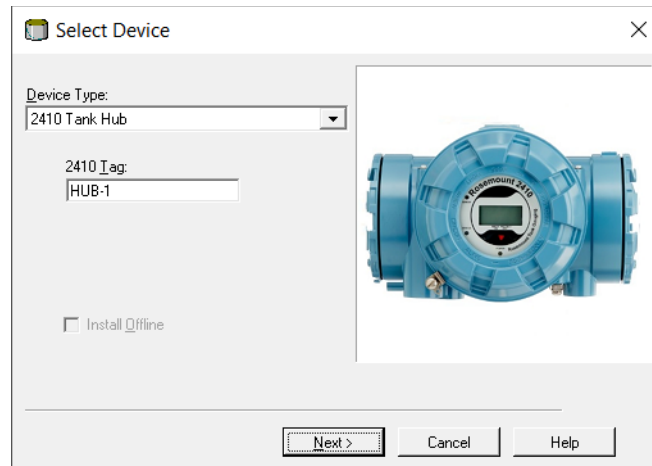 Select Device
Device Type:
2410 Tank Hub
2410 Tag:
HUB-1
Rosemount 2410
Install Offline
Next >
Cancel
Help